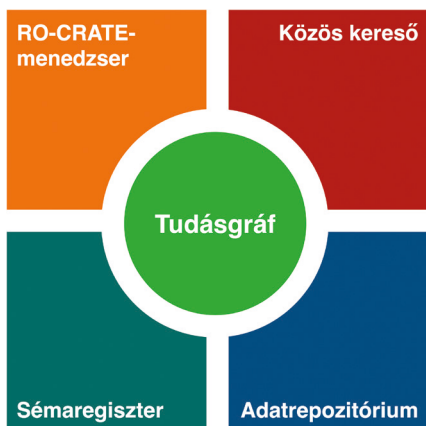 RO-CRATE-
menedzser
Közös kereső
Tudásgráf
Sémaregiszter
Adatrepozitórium